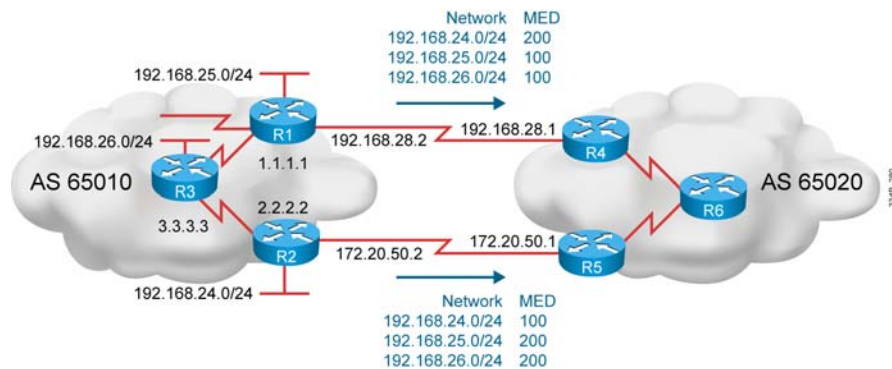 Network MED
192.168.24.0/24 200
192.168.25.0/24 100
192.168.26.0/24 100
192.168.25.0/24
192.168.26.0/24
R1
192.168.28.2
192.168.28.1
R4
1.1.1.1
AS 65010
R3
R6
AS 65020
3.3.3.3
2.2.2.2
R2
172.20.50.2
172.20.50.1
R5
192.168.24.0/24
Network MED
192.168.24.0/24 100
192.168.25.0/24 200
192.168.26.0/24 200